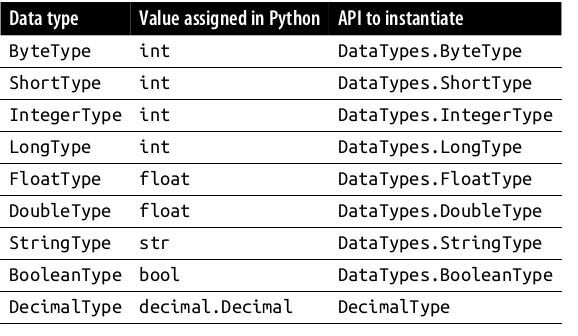 Data type Value assigned in Python API to instantiate
ByteType int DataTypes.ByteType
ShortType int DataTypes.ShortType
IntegerType int DataTypes.IntegerType
LongType int DataTypes.LongType
FloatType float DataTypes.FloatType
DoubleType float DataTypes.DoubleType
StringType str DataTypes.StringType
BooleanType bool DataTypes.BooleanType
DecimalType decimal.Decimal DecimalType